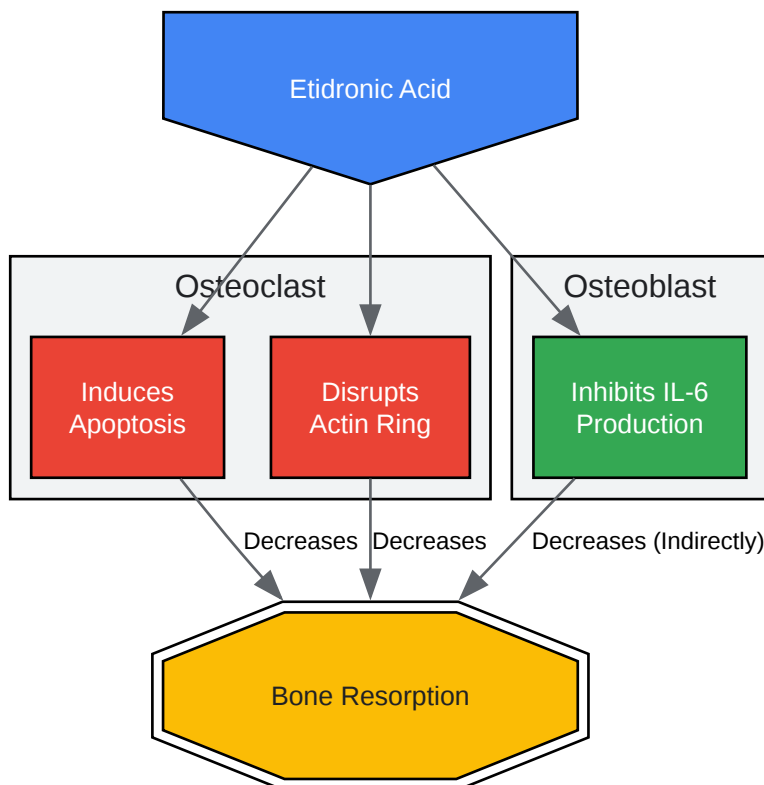 Etidronic Acid
Osteoclast
Osteoblast
Induces
Apoptosis
Disrupts
Actin Ring
Inhibits IL-6
Production
Decreases
Decreases
Decreases (Indirectly)
Bone Resorption